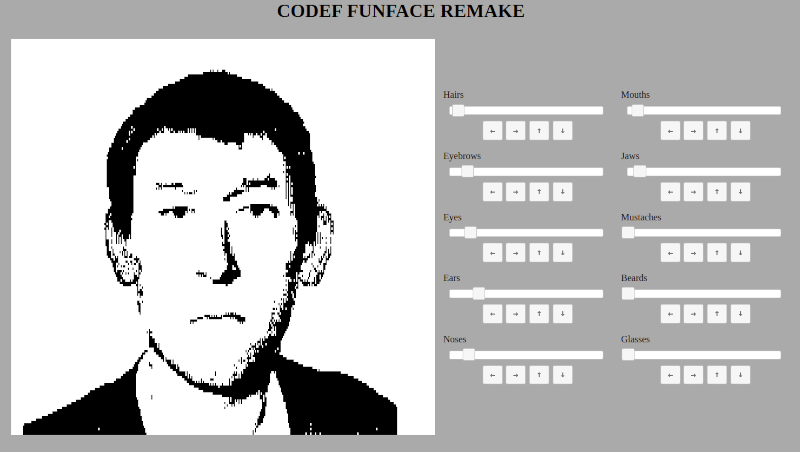 CODEF FUNFACE REMAKE
Hairs
← → ↑ ↓
Eyebrows
← → ↑ ↓
Eyes
← → ↑ ↓
Ears
← → ↑ ↓
Noses
← → ↑ ↓
Mouths
← → ↑ ↓
Jaws
← → ↑ ↓
Mustaches
← → ↑ ↓
Beards
← → ↑ ↓
Glasses
← → ↑ ↓